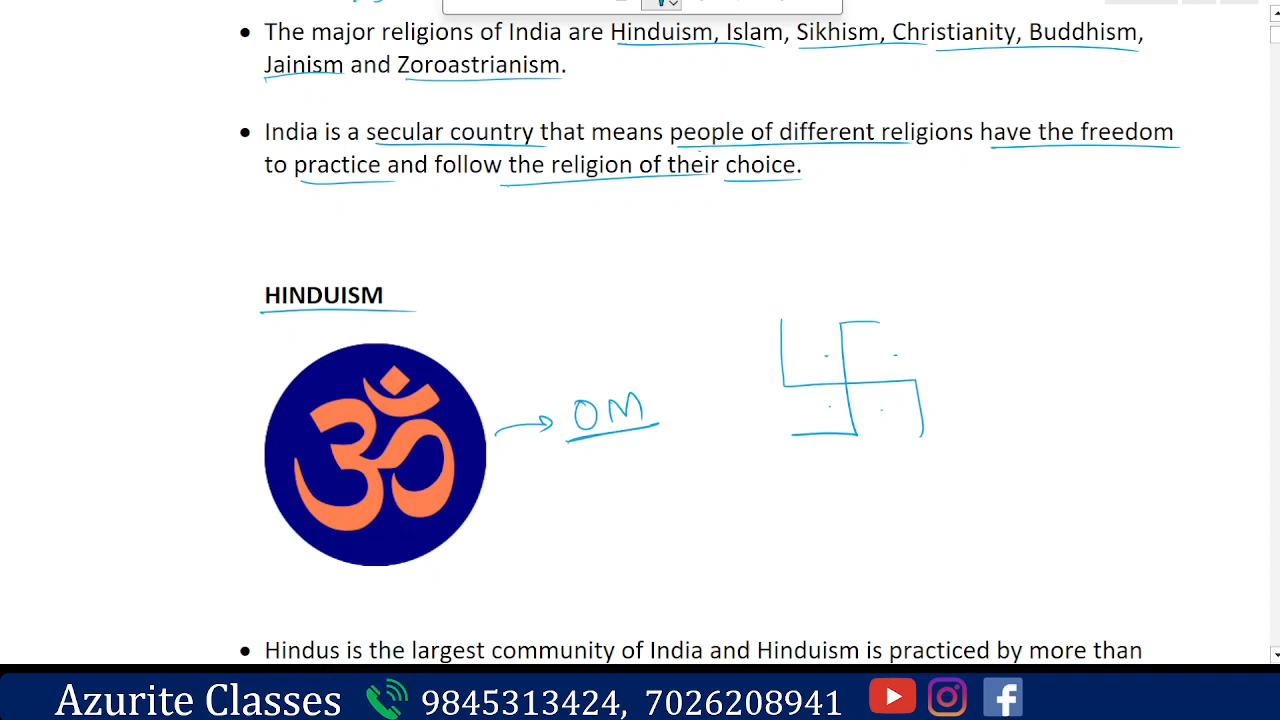 • The major religions of India are Hinduism, Islam, Sikhism, Christianity, Buddhism,
Jainism and Zoroastrianism.
• India is a secular country that means people of different religions have the freedom
to practice and follow the religion of their choice.
HINDUISM
ॐ
OM
• Hindus is the largest community of India and Hinduism is practiced by more than
Azurite Classes 9845313424, 7026208941